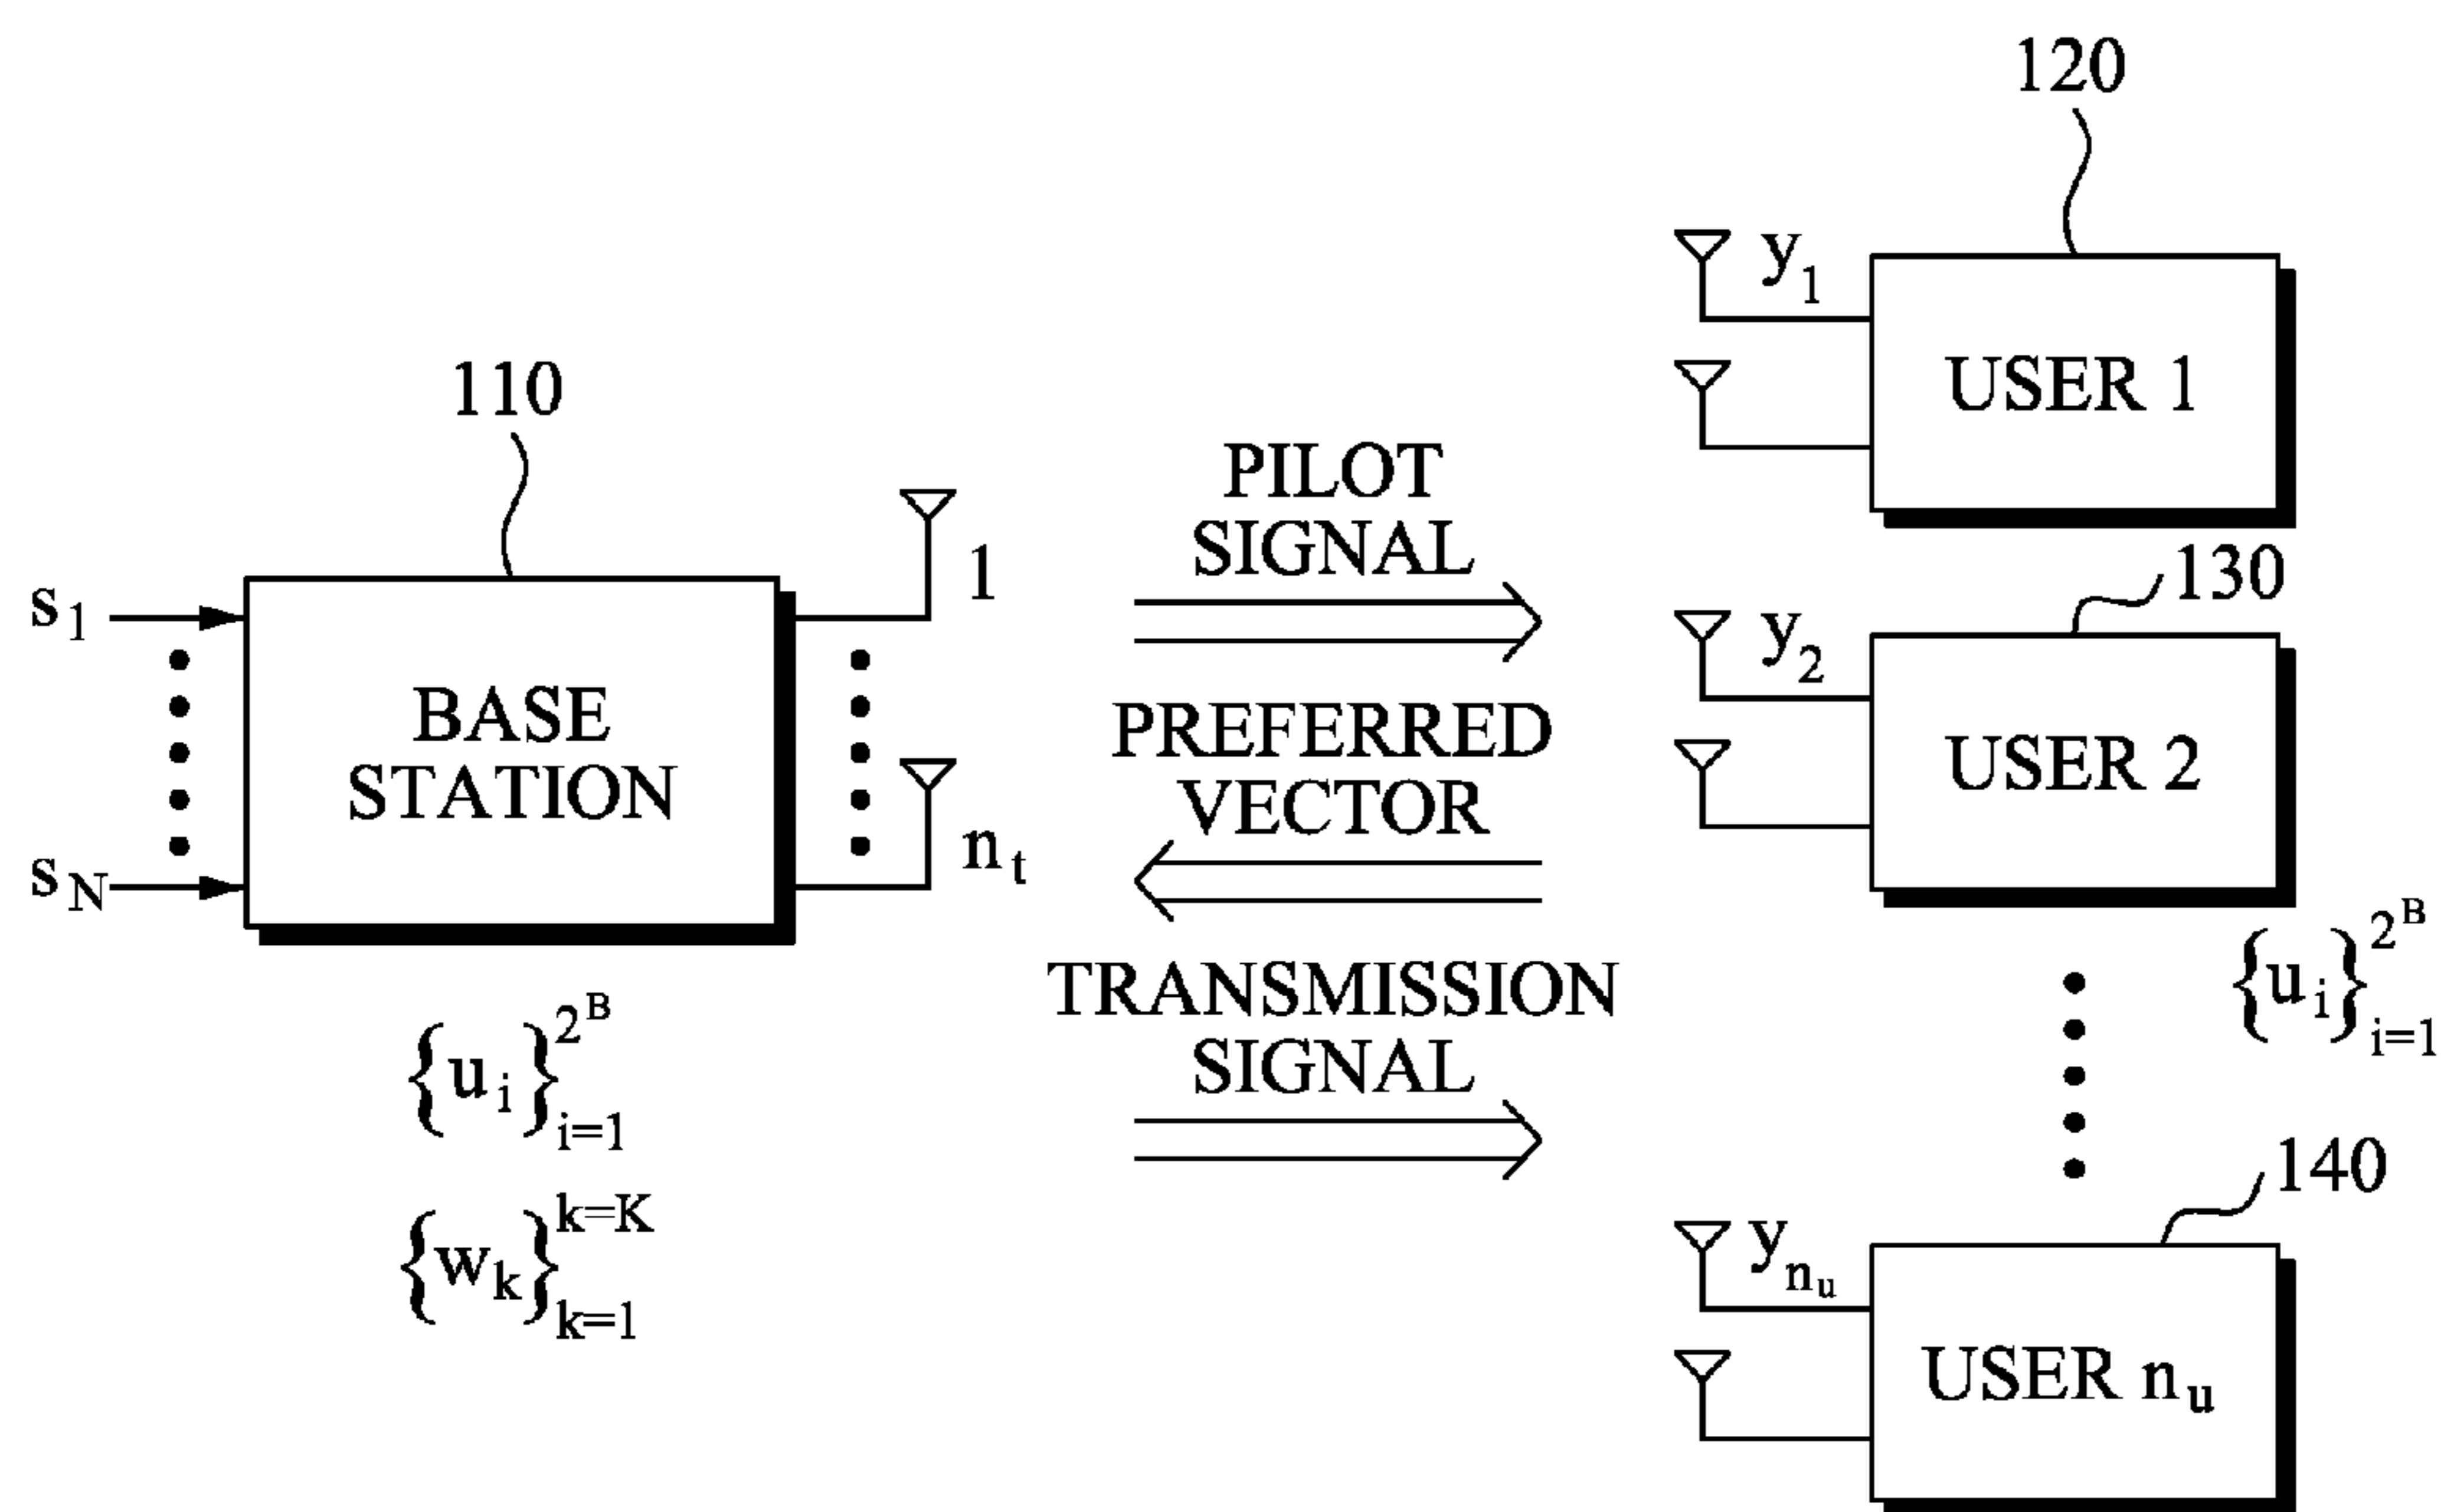 120
y1
USER 1
110
PILOT
SIGNAL
130
1
s1
y2
USER 2
BASE
STATION
PREFERRED
VECTOR
nt
sN
TRANSMISSION
SIGNAL
{ui}i=1 2B
{ui}i=1 2B
{wk}k=1 k=K
140
ynu
USER nu